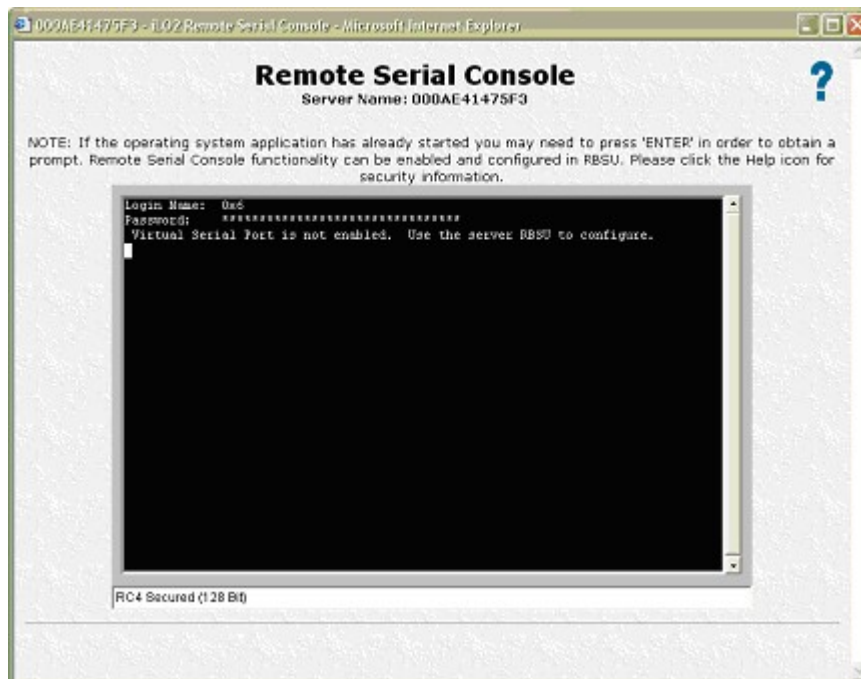 000AE41475F3 - iLO2 Remote Serial Console - Microsoft Internet Explorer
Remote Serial Console
Server Name: 000AE41475F3
?
NOTE: If the operating system application has already started you may need to press 'ENTER' in order to obtain a
prompt. Remote Serial Console functionality can be enabled and configured in RBSU. Please click the Help icon for
security information.
Login Name: 0x6
Password: ********************************
Virtual Serial Port is not enabled. Use the server RBSU to configure.
RC4 Secured (128 Bit)